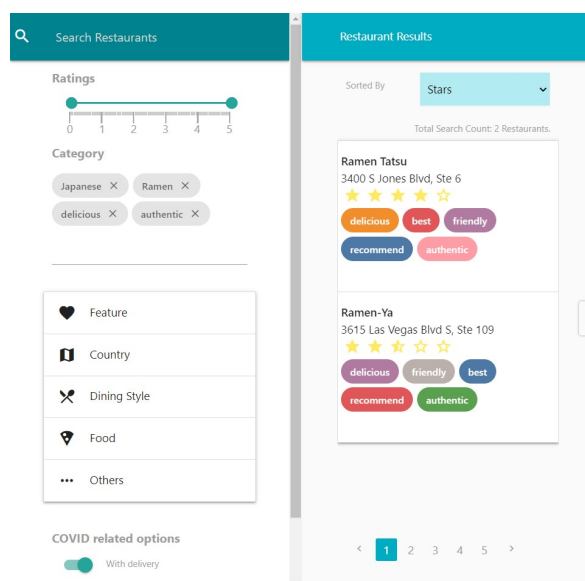 Search Restaurants
Ratings
0 1 2 3 4 5
Category
Japanese × Ramen ×
delicious × authentic ×
Feature
Country
Dining Style
Food
Others
COVID related options
With delivery
Restaurant Results
Sorted By Stars
Total Search Count: 2 Restaurants.
Ramen Tatsu
3400 S Jones Blvd, Ste 6
delicious best friendly
recommend authentic
Ramen-Ya
3615 Las Vegas Blvd S, Ste 109
delicious friendly best
recommend authentic
‹ 1 2 3 4 5 ›